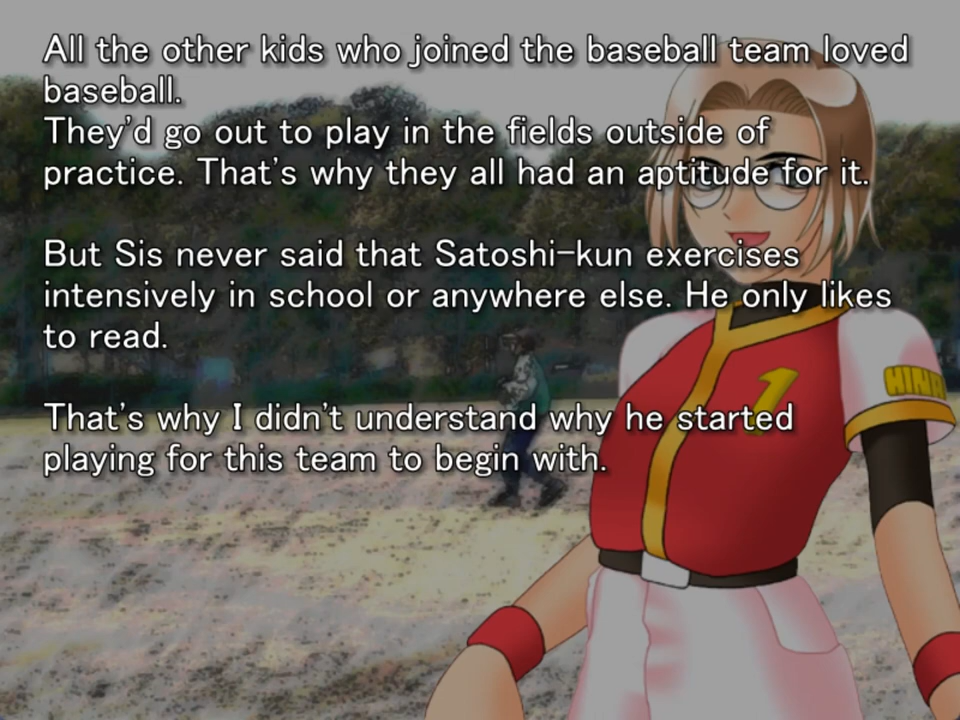 All the other kids who joined the baseball team loved
baseball.
They'd go out to play in the fields outside of
practice. That's why they all had an aptitude for it.
But Sis never said that Satoshi-kun exercises
intensively in school or anywhere else. He only likes
to read.
That's why I didn't understand why he started
playing for this team to begin with.
1